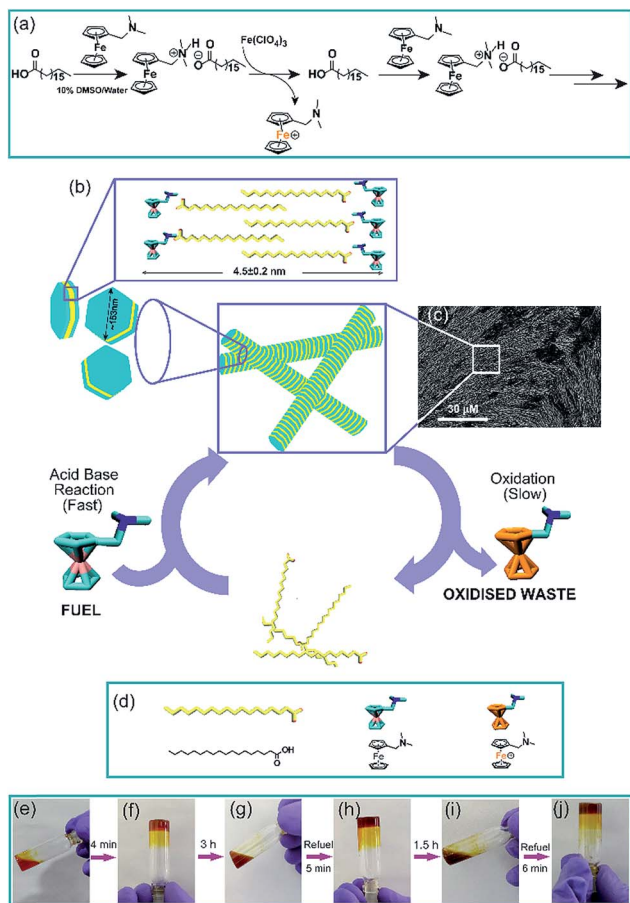 (a)
N
Fe
Fe(ClO₄)₃
H
N
⊕
⊖
O
O
O
HO
15
10% DMSO/Water
Fe
O
15
O
HO
15
N
Fe
H
N
⊕
⊖
O
O
15
Fe
N
Fe⊕
(b)
4.5±0.2 nm
~163nm
(c)
30 µM
Acid Base
Reaction
(Fast)
FUEL
Oxidation
(Slow)
OXIDISED WASTE
(d)
OH
O
Fe
N
Fe⊕
N
(e)
4 min
(f)
3 h
(g)
Refuel
5 min
(h)
1.5 h
(i)
Refuel
6 min
(j)